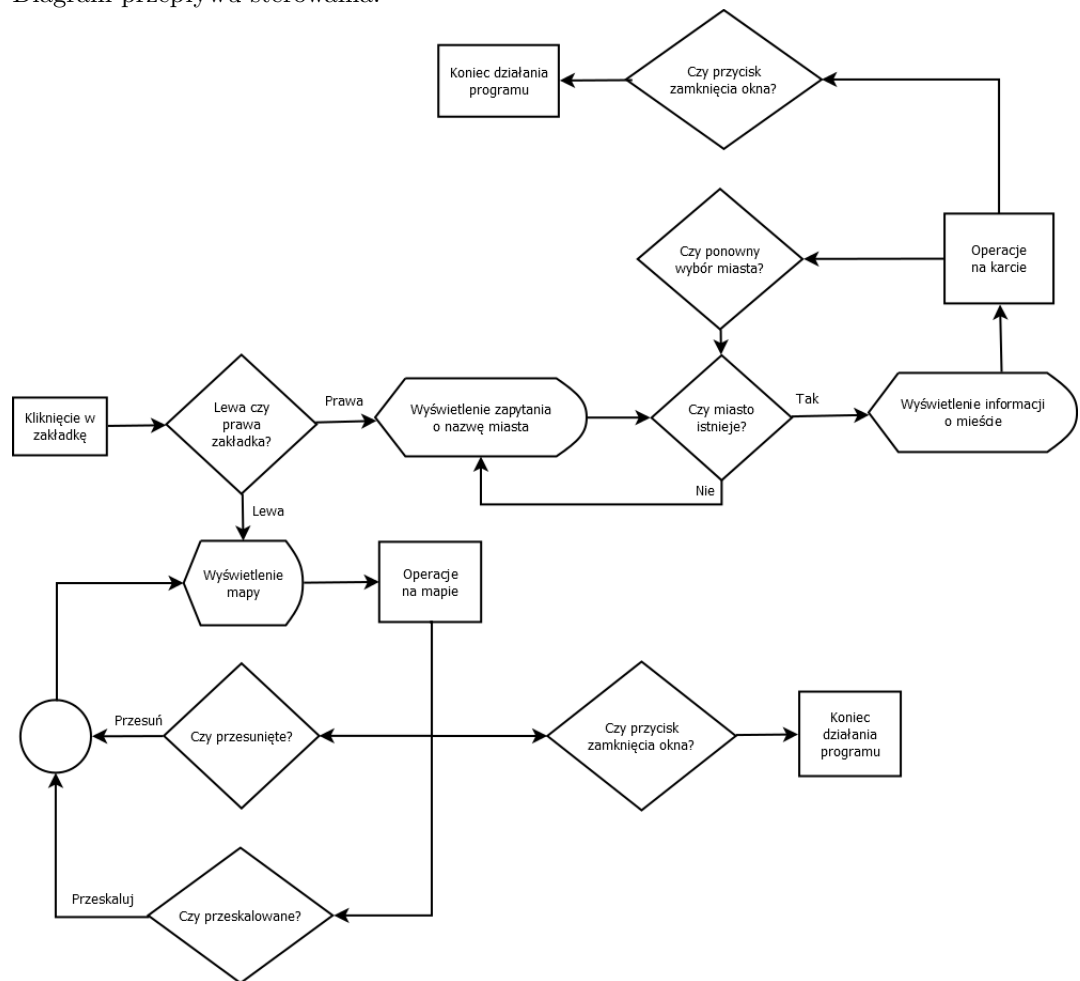 Diagram przepływu sterowania.
Koniec działania
programu
Czy przycisk
zamknięcia okna?
Czy ponowny
wybór miasta?
Operacje
na karcie
Kliknięcie w
zakładkę
Lewa czy
prawa
zakładka?
Prawa
Wyświetlenie zapytania
o nazwę miasta
Czy miasto
istnieje?
Tak
Wyświetlenie informacji
o mieście
Nie
Lewa
Wyświetlenie
mapy
Operacje
na mapie
Przesuń
Czy przesunięte?
Czy przycisk
zamknięcia okna?
Koniec
działania
programu
Przeskaluj
Czy przeskalowane?